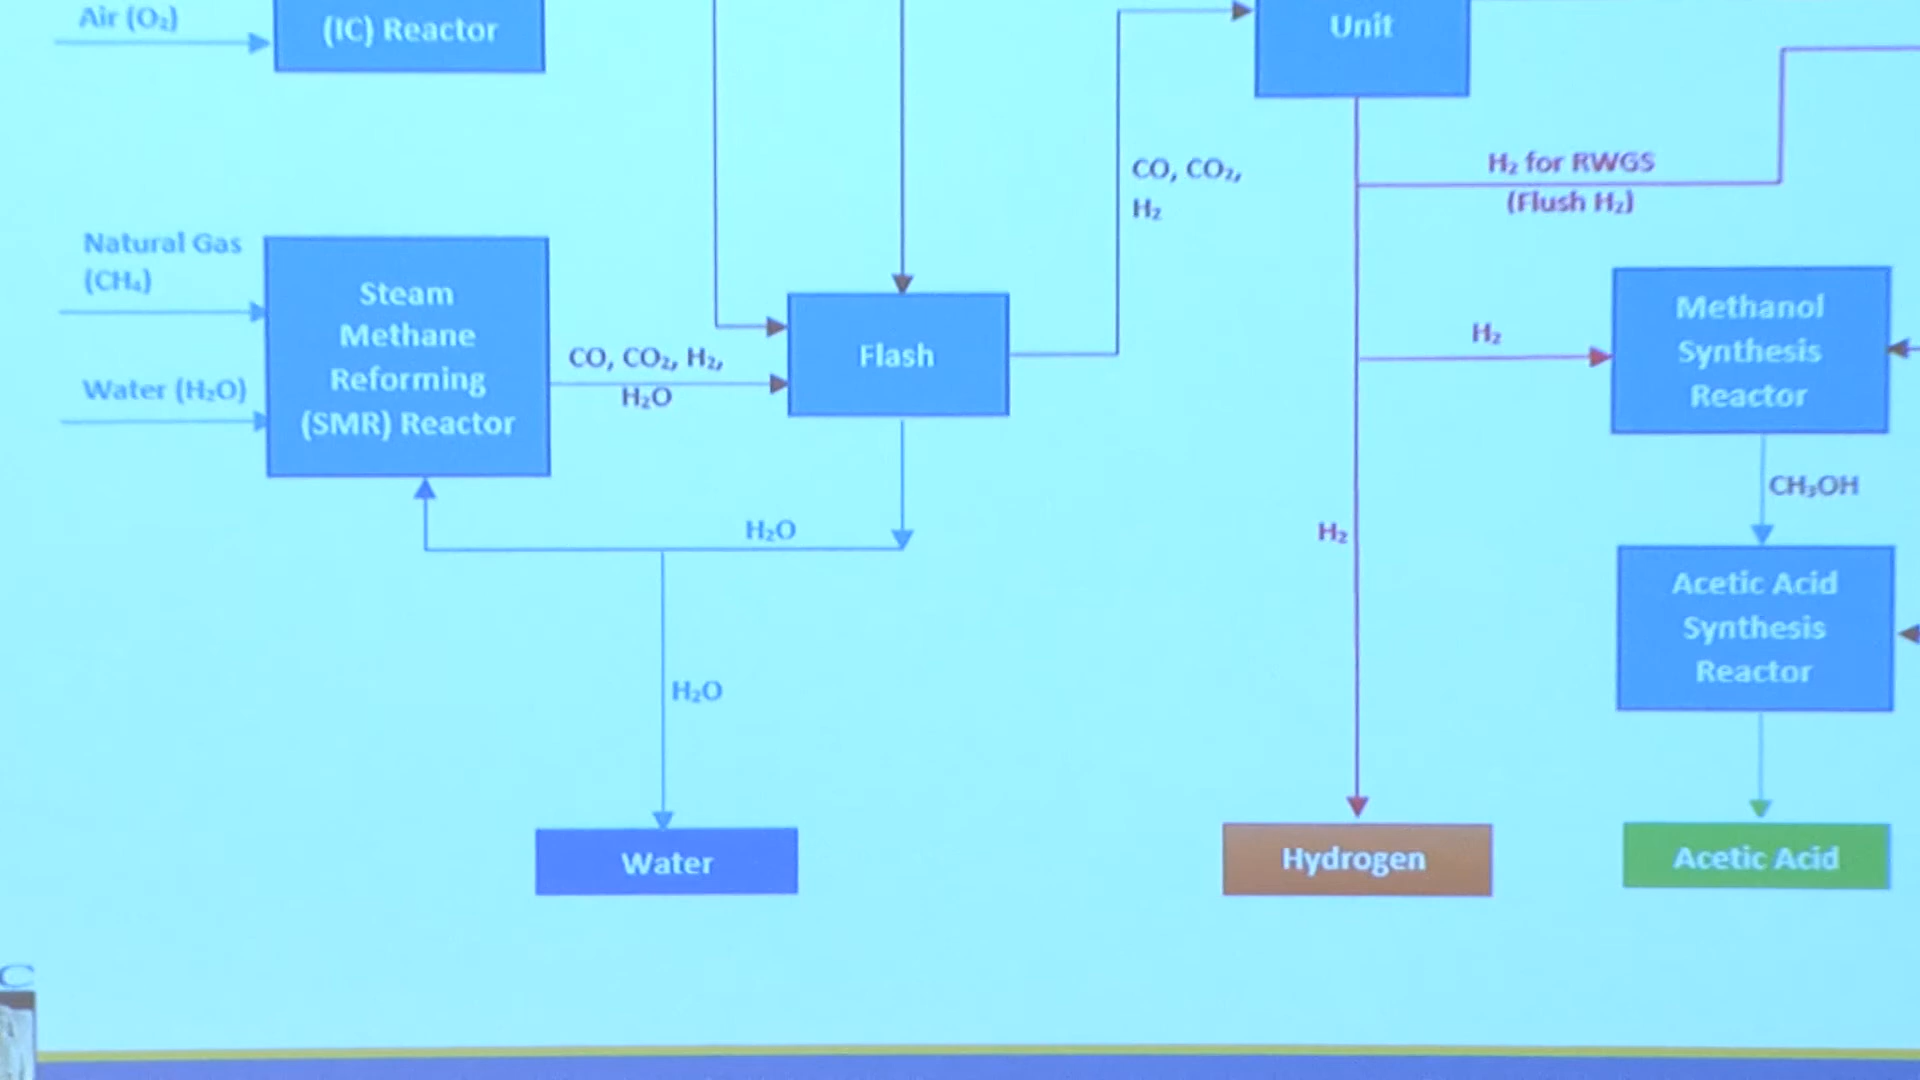 Air (O₂)
(IC) Reactor
Unit
CO, CO₂,
H₂
H₂ for RWGS
(Flush H₂)
Natural Gas
(CH₄)
Water (H₂O)
Steam
Methane
Reforming
(SMR) Reactor
CO, CO₂, H₂,
H₂O
Flash
H₂
Methanol
Synthesis
Reactor
CH₃OH
H₂O
H₂
Acetic Acid
Synthesis
Reactor
H₂O
Water
Hydrogen
Acetic Acid
C